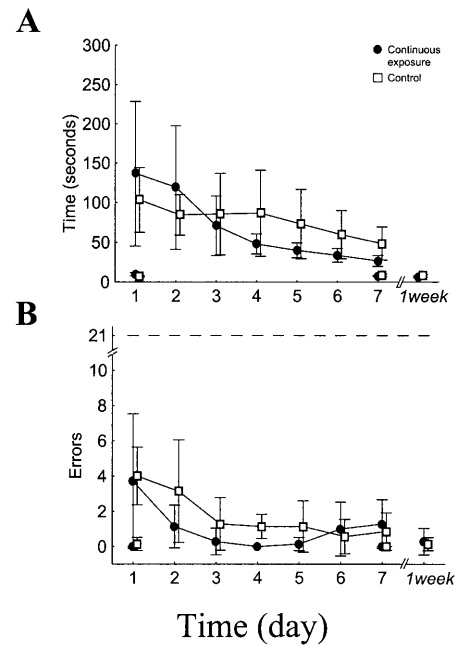 A
300
250
200
150
100
50
0
Time (seconds)
Continuous
exposure
Control
1 2 3 4 5 6 7 1week
B
21
10
8
6
4
2
0
Errors
1 2 3 4 5 6 7 1week
Time (day)